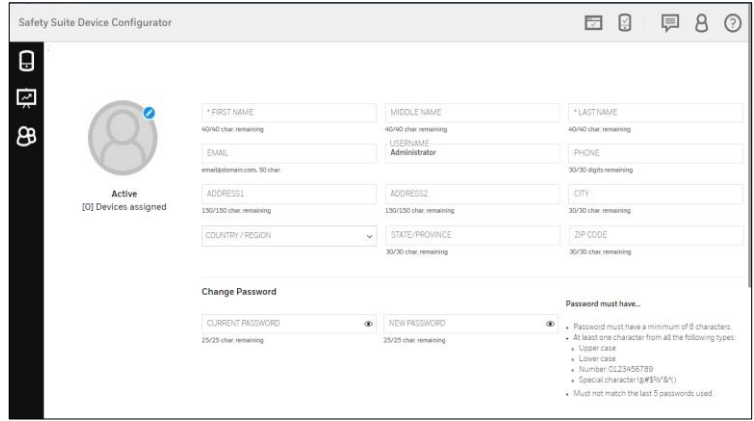 Safety Suite Device Configurator
* FIRST NAME
MIDDLE NAME
* LAST NAME
40/40 char. remaining
40/40 char. remaining
40/40 char. remaining
EMAIL
USERNAME
Administrator
PHONE
email@domain.com, 50 char.
30/30 digits remaining
Active
[0] Devices assigned
ADDRESS1
ADDRESS2
CITY
150/150 char. remaining
150/150 char. remaining
30/30 char. remaining
COUNTRY / REGION
STATE/PROVINCE
ZIP CODE
30/30 char. remaining
30/30 char. remaining
Change Password
CURRENT PASSWORD
NEW PASSWORD
25/25 char. remaining
25/25 char. remaining
Password must have...
• Password must have a minimum of 8 characters.
• At least one character from all the following types:
• Upper case
• Lower case
• Number 0123456789
• Special character !@#$%^&*()
• Must not match the last 5 passwords used.